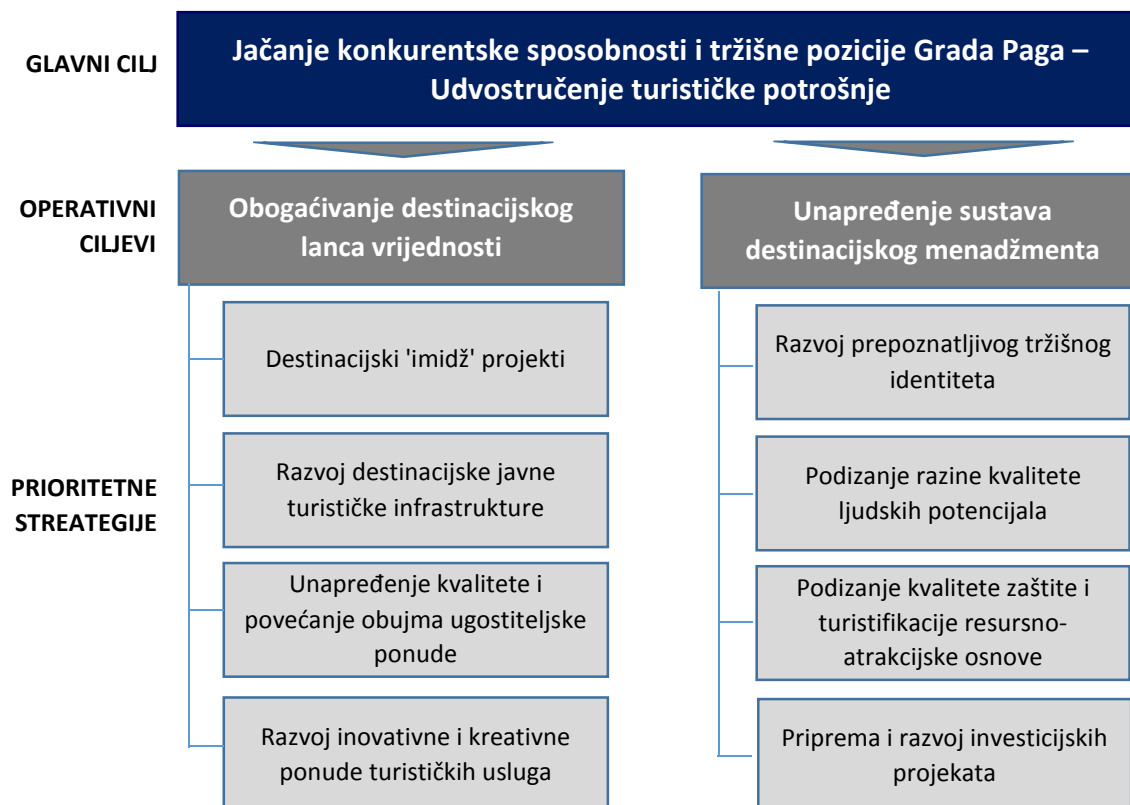 GLAVNI CILJ
Jačanje konkurentske sposobnosti i tržišne pozicije Grada Paga –
Udvostručenje turističke potrošnje
OPERATIVNI
CILJEVI
Obogaćivanje destinacijskog
lanca vrijednosti
Unapređenje sustava
destinacijskog menadžmenta
PRIORITETNE
STREATEGIJE
Destinacijski 'imidž' projekti
Razvoj destinacijske javne
turističke infrastrukture
Unapređenje kvalitete i
povećanje obujma ugostiteljske
ponude
Razvoj inovativne i kreativne
ponude turističkih usluga
Razvoj prepoznatljivog tržišnog
identiteta
Podizanje razine kvalitete
ljudskih potencijala
Podizanje kvalitete zaštite i
turistifikacije resursno-
atrakcijske osnove
Priprema i razvoj investicijskih
projekata